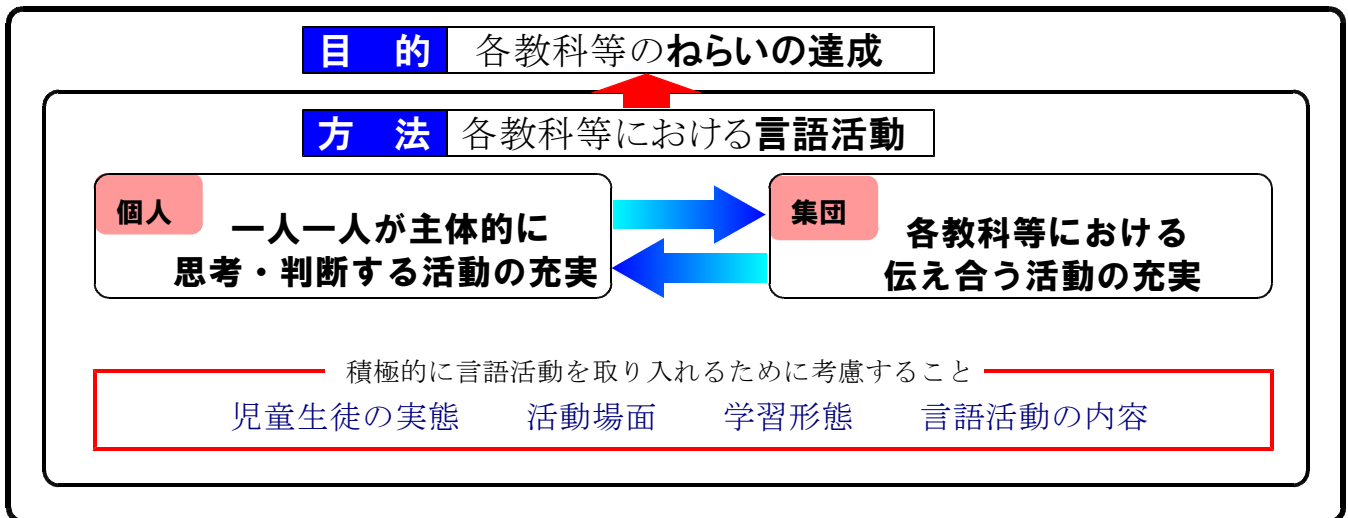 目　的 各教科等のねらいの達成
方　法 各教科等における言語活動
個人
一人一人が主体的に
思考・判断する活動の充実
集団
各教科等における
伝え合う活動の充実
積極的に言語活動を取り入れるために考慮すること
児童生徒の実態　活動場面　学習形態　言語活動の内容